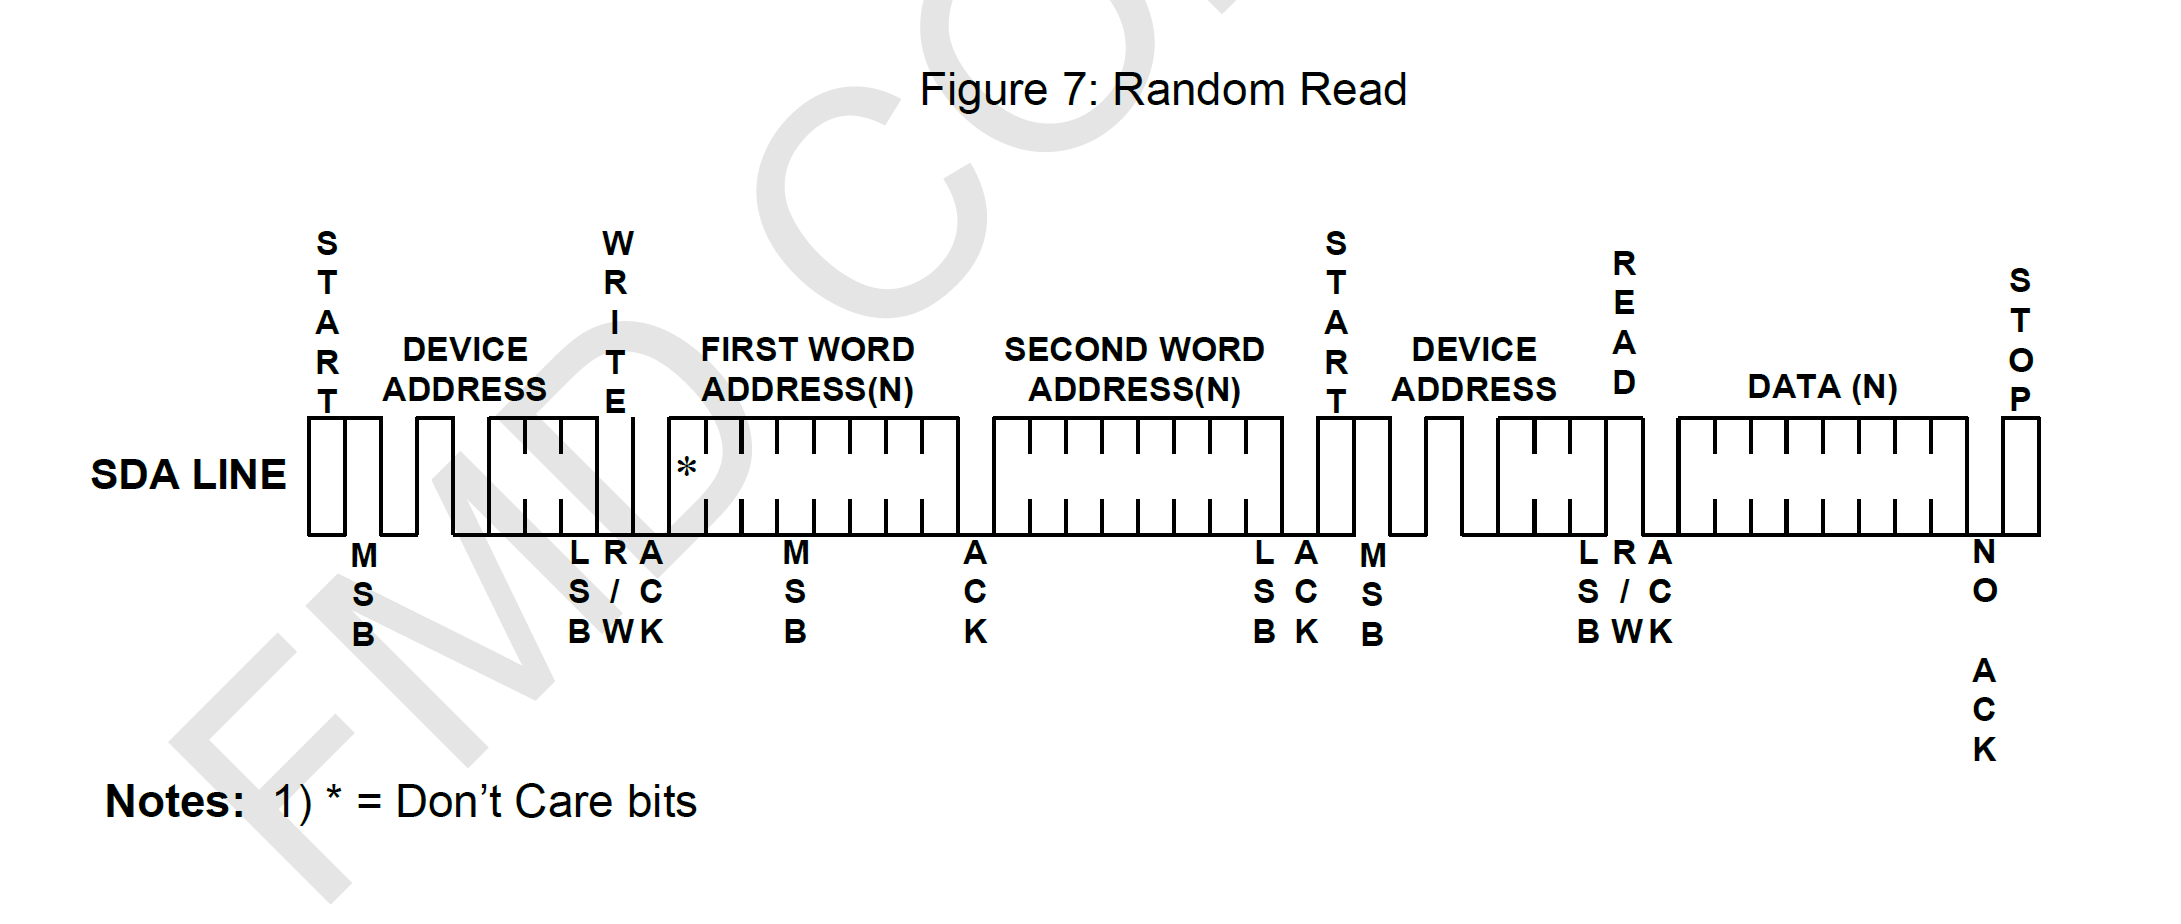 Figure 7: Random Read
START
WRITE
START
READ
STOP
DEVICE
ADDRESS
FIRST WORD
ADDRESS(N)
SECOND WORD
ADDRESS(N)
DEVICE
ADDRESS
DATA (N)
SDA LINE
*
MSB
LSB
R/W
ACK
MSB
ACK
LSB
ACK
MSB
LSB
R/W
ACK
NO ACK
Notes: 1) * = Don’t Care bits
FMD CO